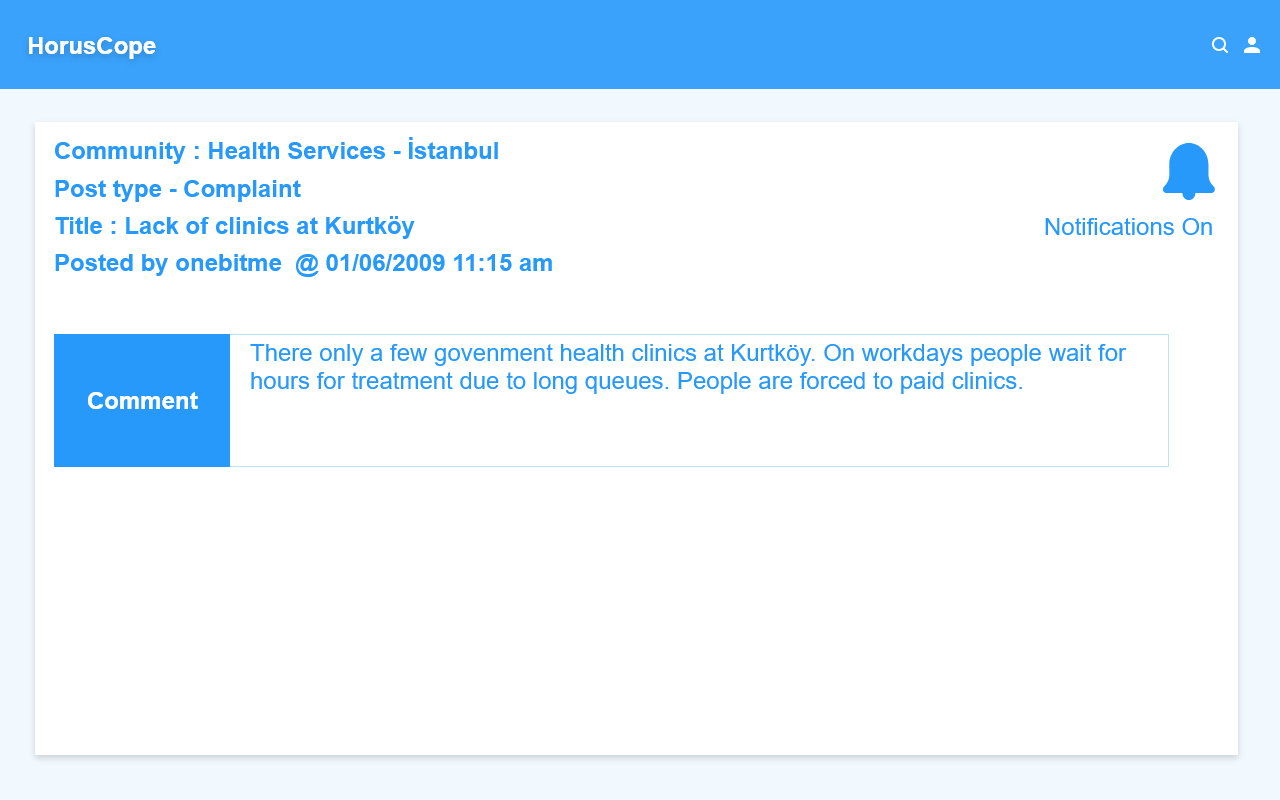 HorusCope
Community : Health Services - İstanbul
Post type - Complaint
Title : Lack of clinics at Kurtköy
Notifications On
Posted by onebitme  @ 01/06/2009 11:15 am
Comment
There only a few govenment health clinics at Kurtköy. On workdays people wait for
hours for treatment due to long queues. People are forced to paid clinics.